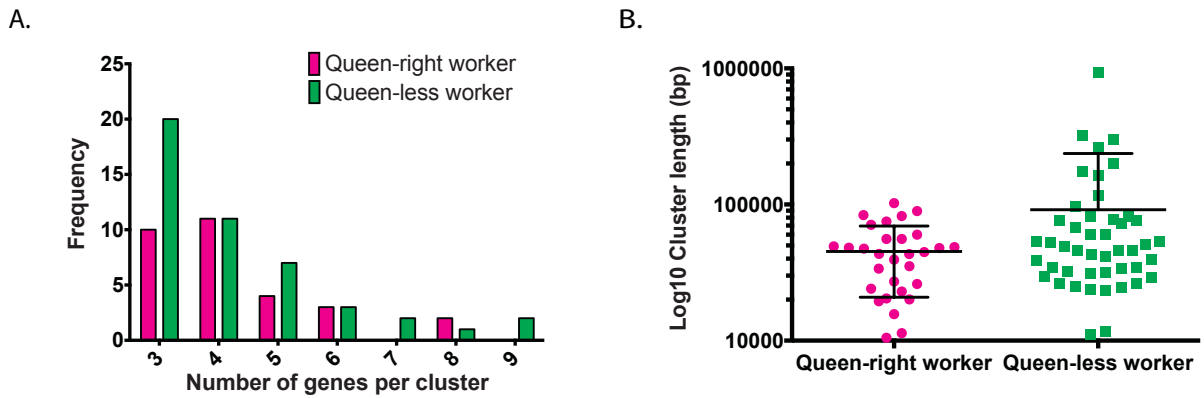 A.
25
20
15
10
5
0
Frequency
Queen-right worker
Queen-less worker
3 4 5 6 7 8 9
Number of genes per cluster
B.
1000000
100000
10000
Log10 Cluster length (bp)
Queen-right worker Queen-less worker